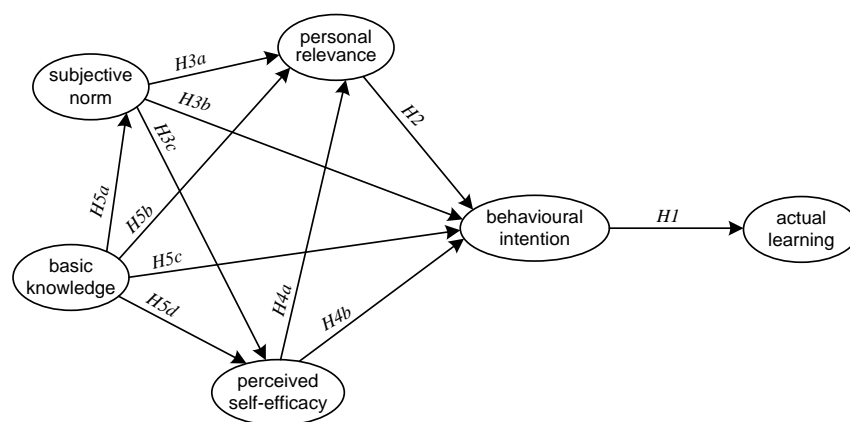 personal
relevance
subjective
norm
H3a
H3b
H3c
H2
H5a
H5b
behavioural
intention
H1
actual
learning
basic
knowledge
H5c
H5d
H4a
H4b
perceived
self-efficacy